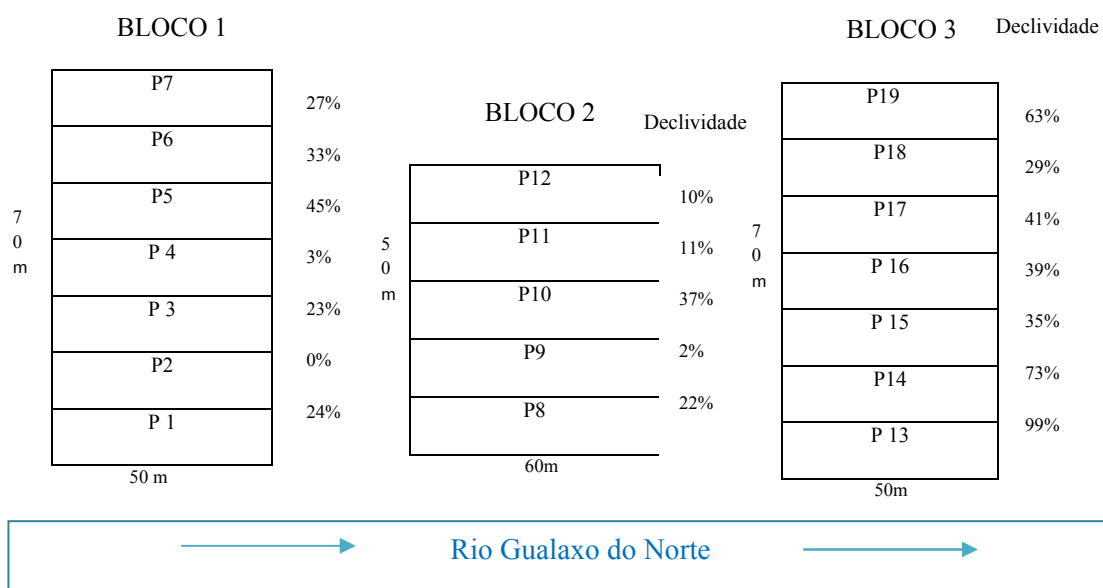 BLOCO 1
P7
27%
P6
33%
P5
45%
P 4
3%
P 3
23%
P2
0%
P 1
24%
7
0
m
50 m
BLOCO 2
Declividade
P12
10%
P11
11%
P10
37%
P9
2%
P8
22%
5
0
m
60m
BLOCO 3
Declividade
P19
63%
P18
29%
P17
41%
P 16
39%
P 15
35%
P14
73%
P 13
99%
7
0
m
50m
Rio Gualaxo do Norte